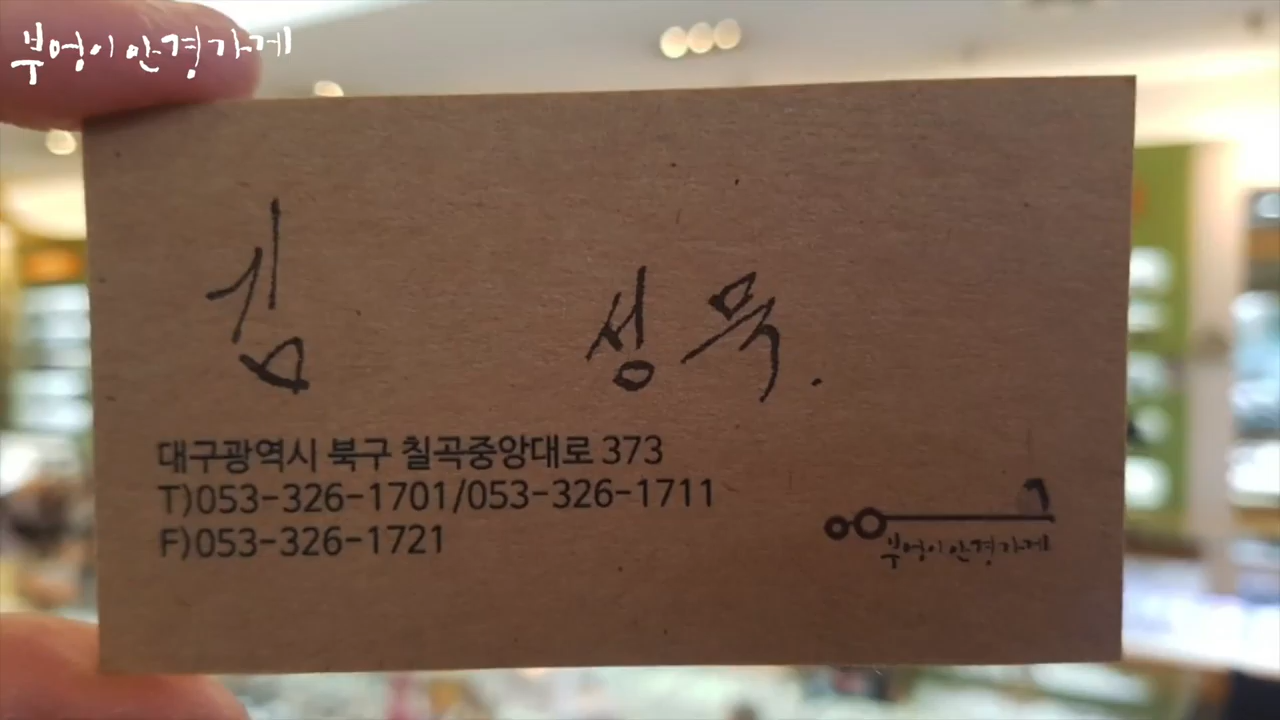 부엉이안경가게
김 성묵.
대구광역시 북구 칠곡중앙대로 373
T)053-326-1701/053-326-1711
F)053-326-1721
부엉이안경가게